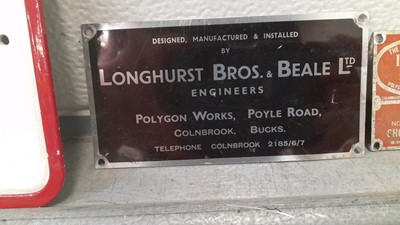 DESIGNED, MANUFACTURED & INSTALLED
BY
LONGHURST BROS. & BEALE LTD
ENGINEERS
POLYGON WORKS, POYLE ROAD,
COLNBROOK, BUCKS.
TELEPHONE COLNBROOK 2185/6/7